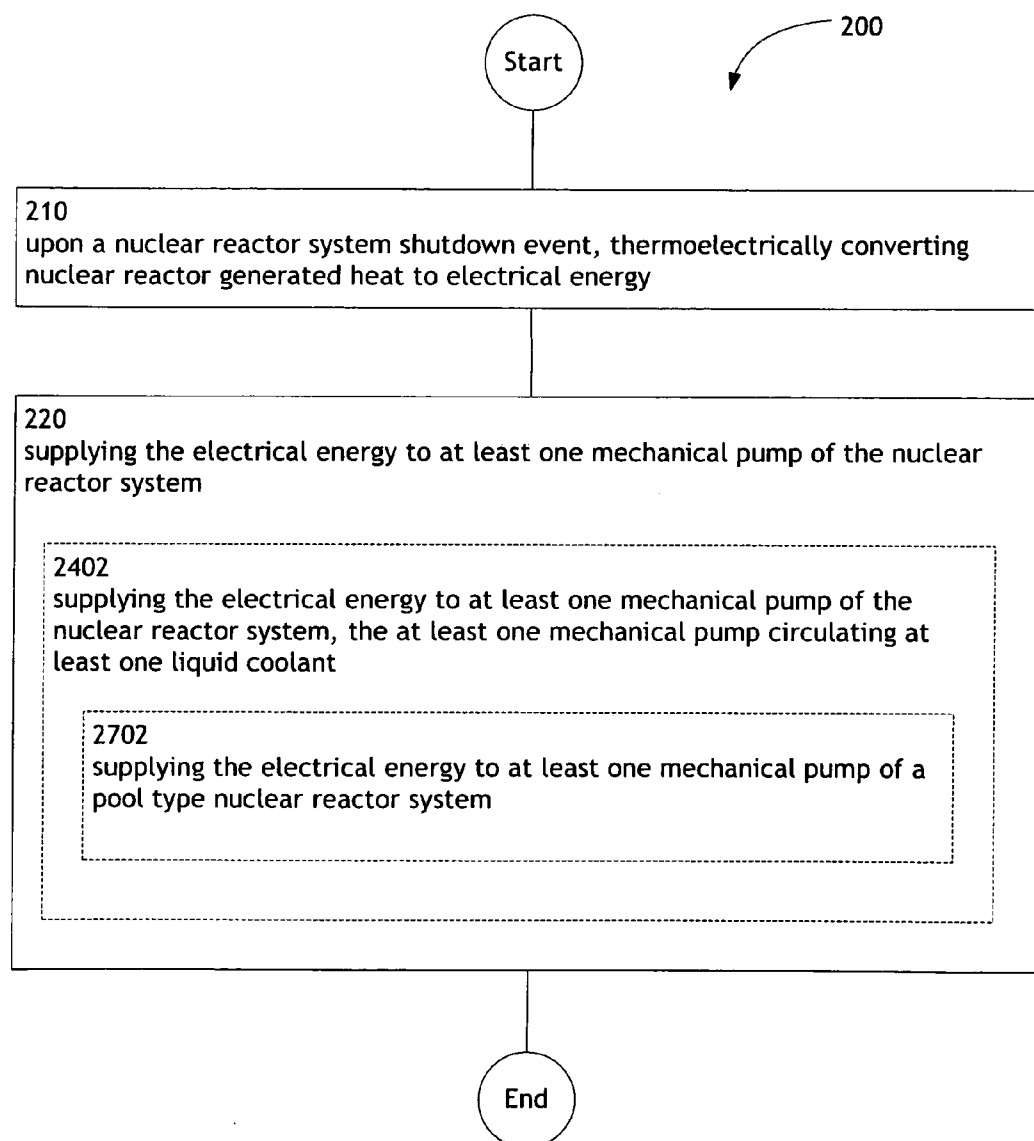 200
Start
210
upon a nuclear reactor system shutdown event, thermoelectrically converting
nuclear reactor generated heat to electrical energy
220
supplying the electrical energy to at least one mechanical pump of the nuclear
reactor system
2402
supplying the electrical energy to at least one mechanical pump of the
nuclear reactor system, the at least one mechanical pump circulating at
least one liquid coolant
2702
supplying the electrical energy to at least one mechanical pump of a
pool type nuclear reactor system
End